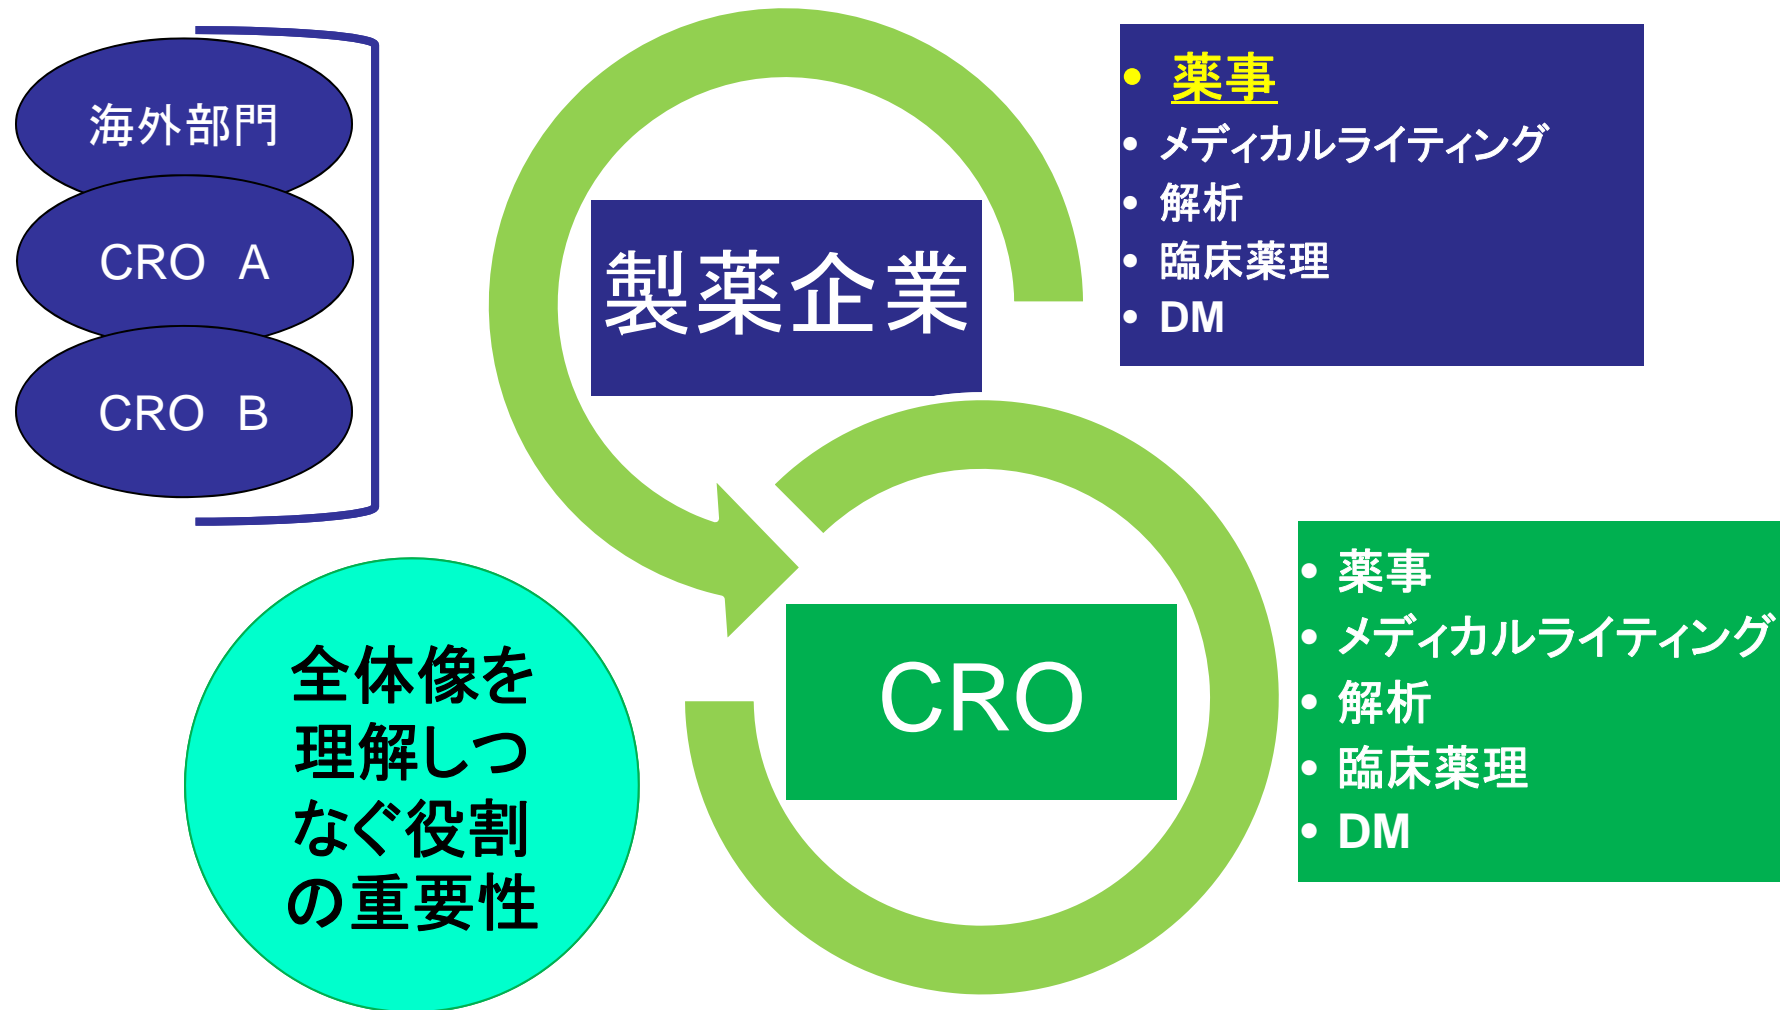 海外部門
CRO A
CRO B
製薬企業
• 薬事
• メディカルライティング
• 解析
• 臨床薬理
• DM
CRO
• 薬事
• メディカルライティング
• 解析
• 臨床薬理
• DM
全体像を
理解しつ
なぐ役割
の重要性